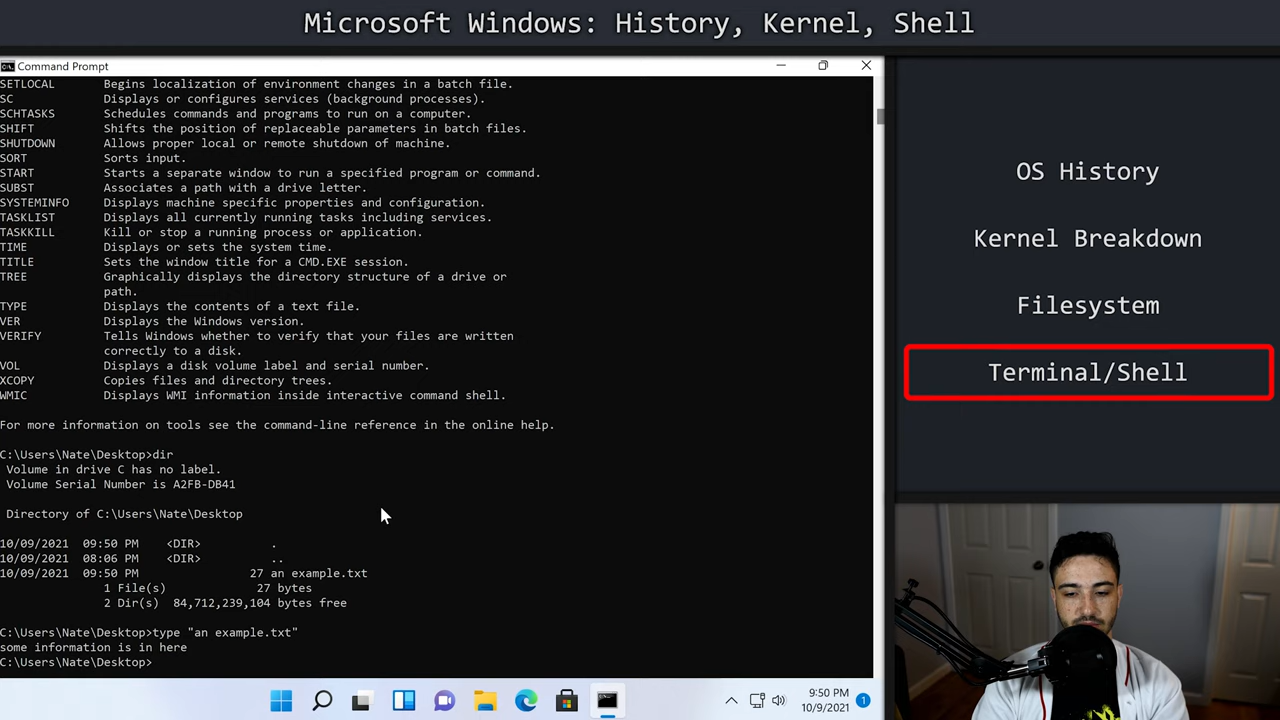 Microsoft Windows: History, Kernel, Shell
Command Prompt
SETLOCAL Begins localization of environment changes in a batch file.
SC Displays or configures services (background processes).
SCHTASKS Schedules commands and programs to run on a computer.
SHIFT Shifts the position of replaceable parameters in batch files.
SHUTDOWN Allows proper local or remote shutdown of machine.
SORT Sorts input.
START Starts a separate window to run a specified program or command.
SUBST Associates a path with a drive letter.
SYSTEMINFO Displays machine specific properties and configuration.
TASKLIST Displays all currently running tasks including services.
TASKKILL Kill or stop a running process or application.
TIME Displays or sets the system time.
TITLE Sets the window title for a CMD.EXE session.
TREE Graphically displays the directory structure of a drive or
path.
TYPE Displays the contents of a text file.
VER Displays the Windows version.
VERIFY Tells Windows whether to verify that your files are written
correctly to a disk.
VOL Displays a disk volume label and serial number.
XCOPY Copies files and directory trees.
WMIC Displays WMI information inside interactive command shell.
For more information on tools see the command-line reference in the online help.
C:\Users\Nate\Desktop>dir
Volume in drive C has no label.
Volume Serial Number is A2FB-DB41
Directory of C:\Users\Nate\Desktop
10/09/2021 09:50 PM <DIR> .
10/09/2021 08:06 PM <DIR> ..
10/09/2021 09:50 PM 27 an example.txt
1 File(s) 27 bytes
2 Dir(s) 84,712,239,104 bytes free
C:\Users\Nate\Desktop>type "an example.txt"
some information is in here
C:\Users\Nate\Desktop>
OS History
Kernel Breakdown
Filesystem
Terminal/Shell
9:50 PM
10/9/2021
1